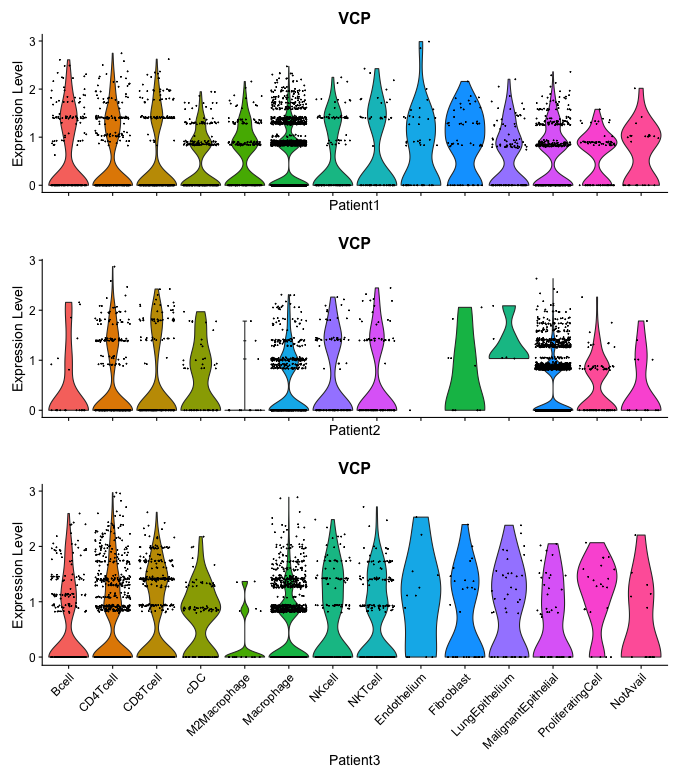 VCP
Expression Level
3
2
1
0
Patient1
VCP
Expression Level
3
2
1
0
Patient2
VCP
Expression Level
3
2
1
0
Bcell
CD4Tcell
CD8Tcell
cDC
M2Macrophage
Macrophage
NKcell
NKTcell
Endothelium
Fibroblast
LungEpithelium
MalignantEpithelial
ProliferatingCell
NotAvail
Patient3